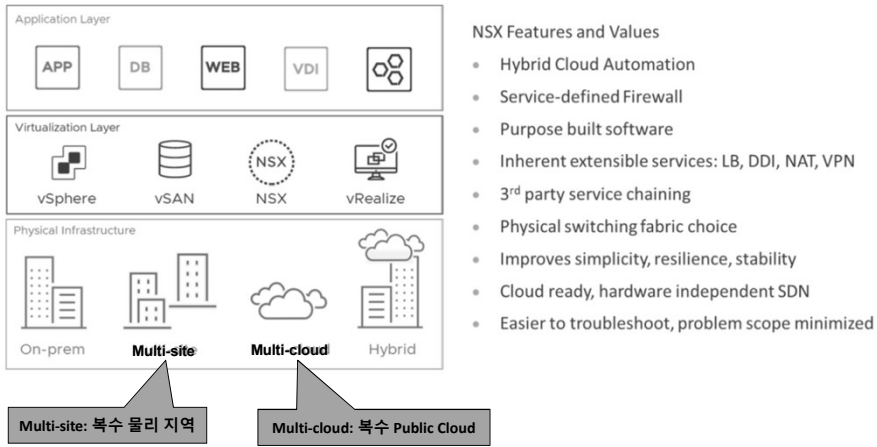 Application Layer
APP
DB
WEB
VDI
Virtualization Layer
NSX
vSphere
vSAN
NSX
vRealize
Physical Infrastructure
On-prem
Multi-site
Multi-cloud
Hybrid
Multi-site: 복수 물리 지역
Multi-cloud: 복수 Public Cloud
NSX Features and Values
• Hybrid Cloud Automation
• Service-defined Firewall
• Purpose built software
• Inherent extensible services: LB, DDI, NAT, VPN
• 3rd party service chaining
• Physical switching fabric choice
• Improves simplicity, resilience, stability
• Cloud ready, hardware independent SDN
• Easier to troubleshoot, problem scope minimized